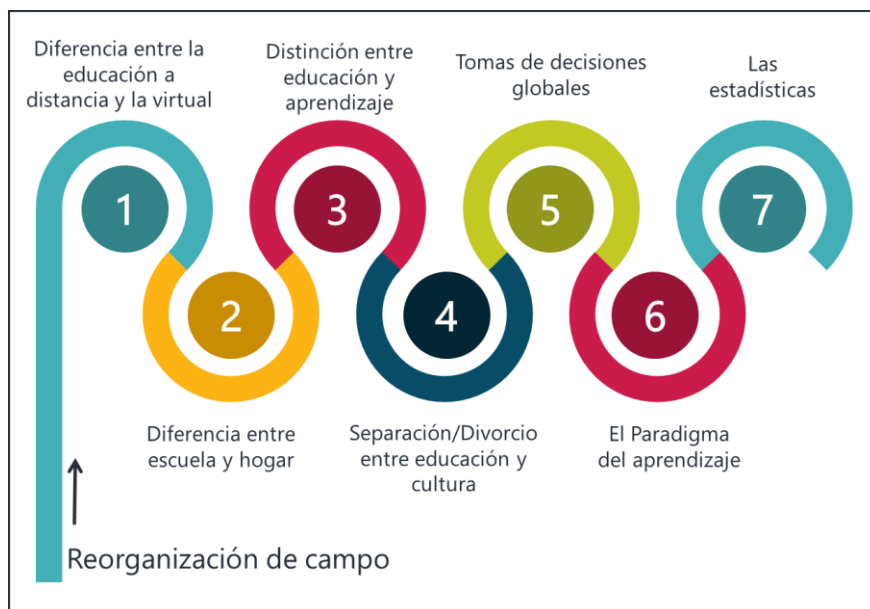 Diferencia entre la
educación a
distancia y la virtual
Distinción entre
educación y
aprendizaje
Tomas de decisiones
globales
Las
estadísticas
1
3
5
7
2
4
6
Diferencia entre
escuela y hogar
Separación/Divorcio
entre educación y
cultura
El Paradigma
del aprendizaje
Reorganización de campo